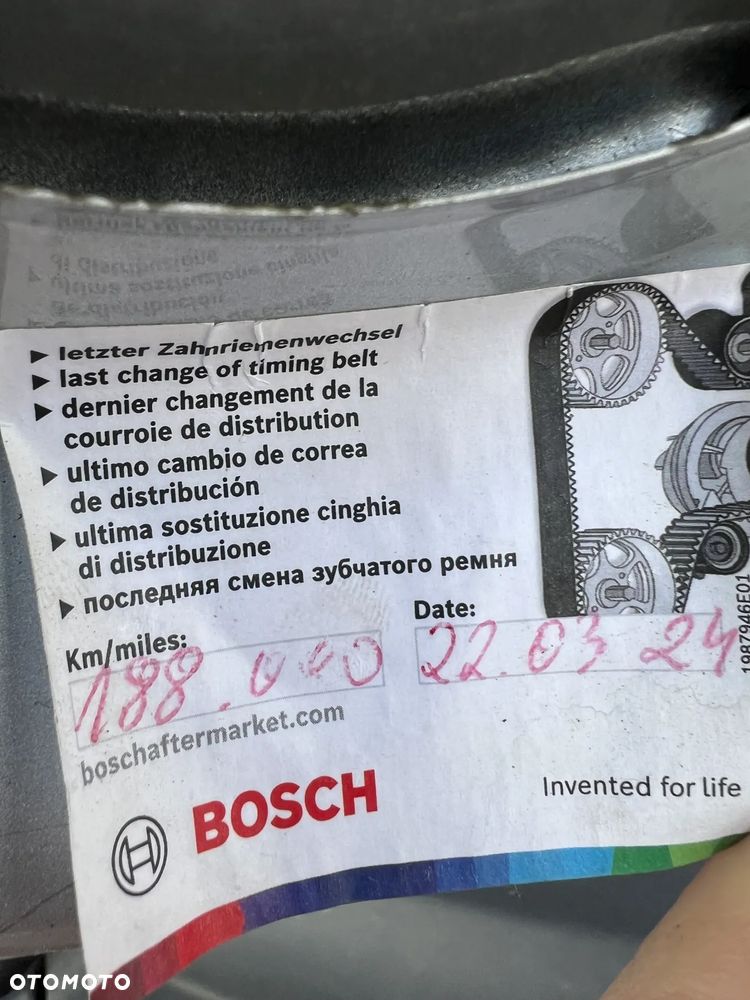 ▶ letzter Zahnriemenwechsel
▶ last change of timing belt
▶ dernier changement de la
courroie de distribution
▶ ultimo cambio de correa
de distribución
▶ ultima sostituzione cinghia
di distribuzione
▶ последняя смена зубчатого ремня
Km/miles:
188.000
Date:
22.03 24
1987946E01
boschaftermarket.com
BOSCH
Invented for life
OTOMOTO